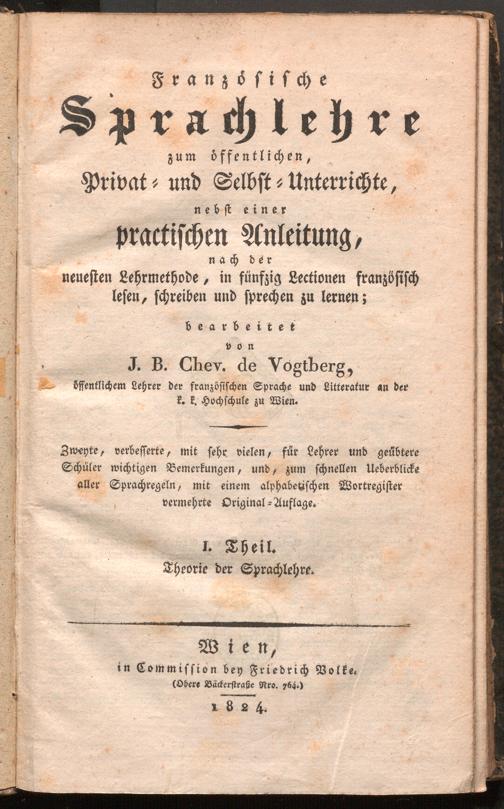 Französische
Sprachlehre
zum öffentlichen,
Privat- und Selbst-Unterrichte,
nebst einer
practischen Anleitung,
nach der
neuesten Lehrmethode, in fünfzig Lectionen französisch
lesen, schreiben und sprechen zu lernen;
bearbeitet
von
J. B. Chev. de Vogtberg,
öffentlichem Lehrer der französischen Sprache und Litteratur an der
k. k. Hochschule zu Wien.
Zweyte, verbesserte, mit sehr vielen, für Lehrer und geübtere
Schüler wichtigen Bemerkungen, und, zum schnellen Ueberblicke
aller Sprachregeln, mit einem alphabetischen Wortregister
vermehrte Original-Auflage.
I. Theil.
Theorie der Sprachlehre.
Wien,
in Commission bey Friedrich Volke.
(Obere Bäckerstraße Nro. 764.)
1824.